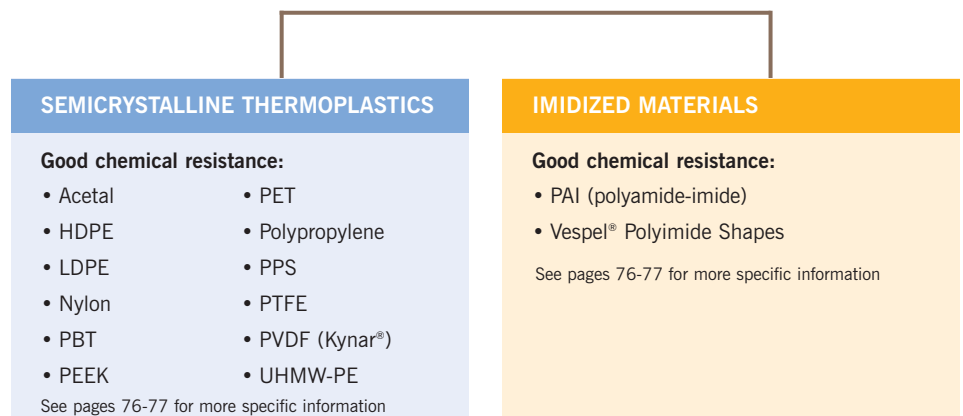 SEMICRYSTALLINE THERMOPLASTICS
Good chemical resistance:
• Acetal
• HDPE
• LDPE
• Nylon
• PBT
• PEEK
• PET
• Polypropylene
• PPS
• PTFE
• PVDF (Kynar®)
• UHMW-PE
See pages 76-77 for more specific information
IMIDIZED MATERIALS
Good chemical resistance:
• PAI (polyamide-imide)
• Vespel® Polyimide Shapes
See pages 76-77 for more specific information